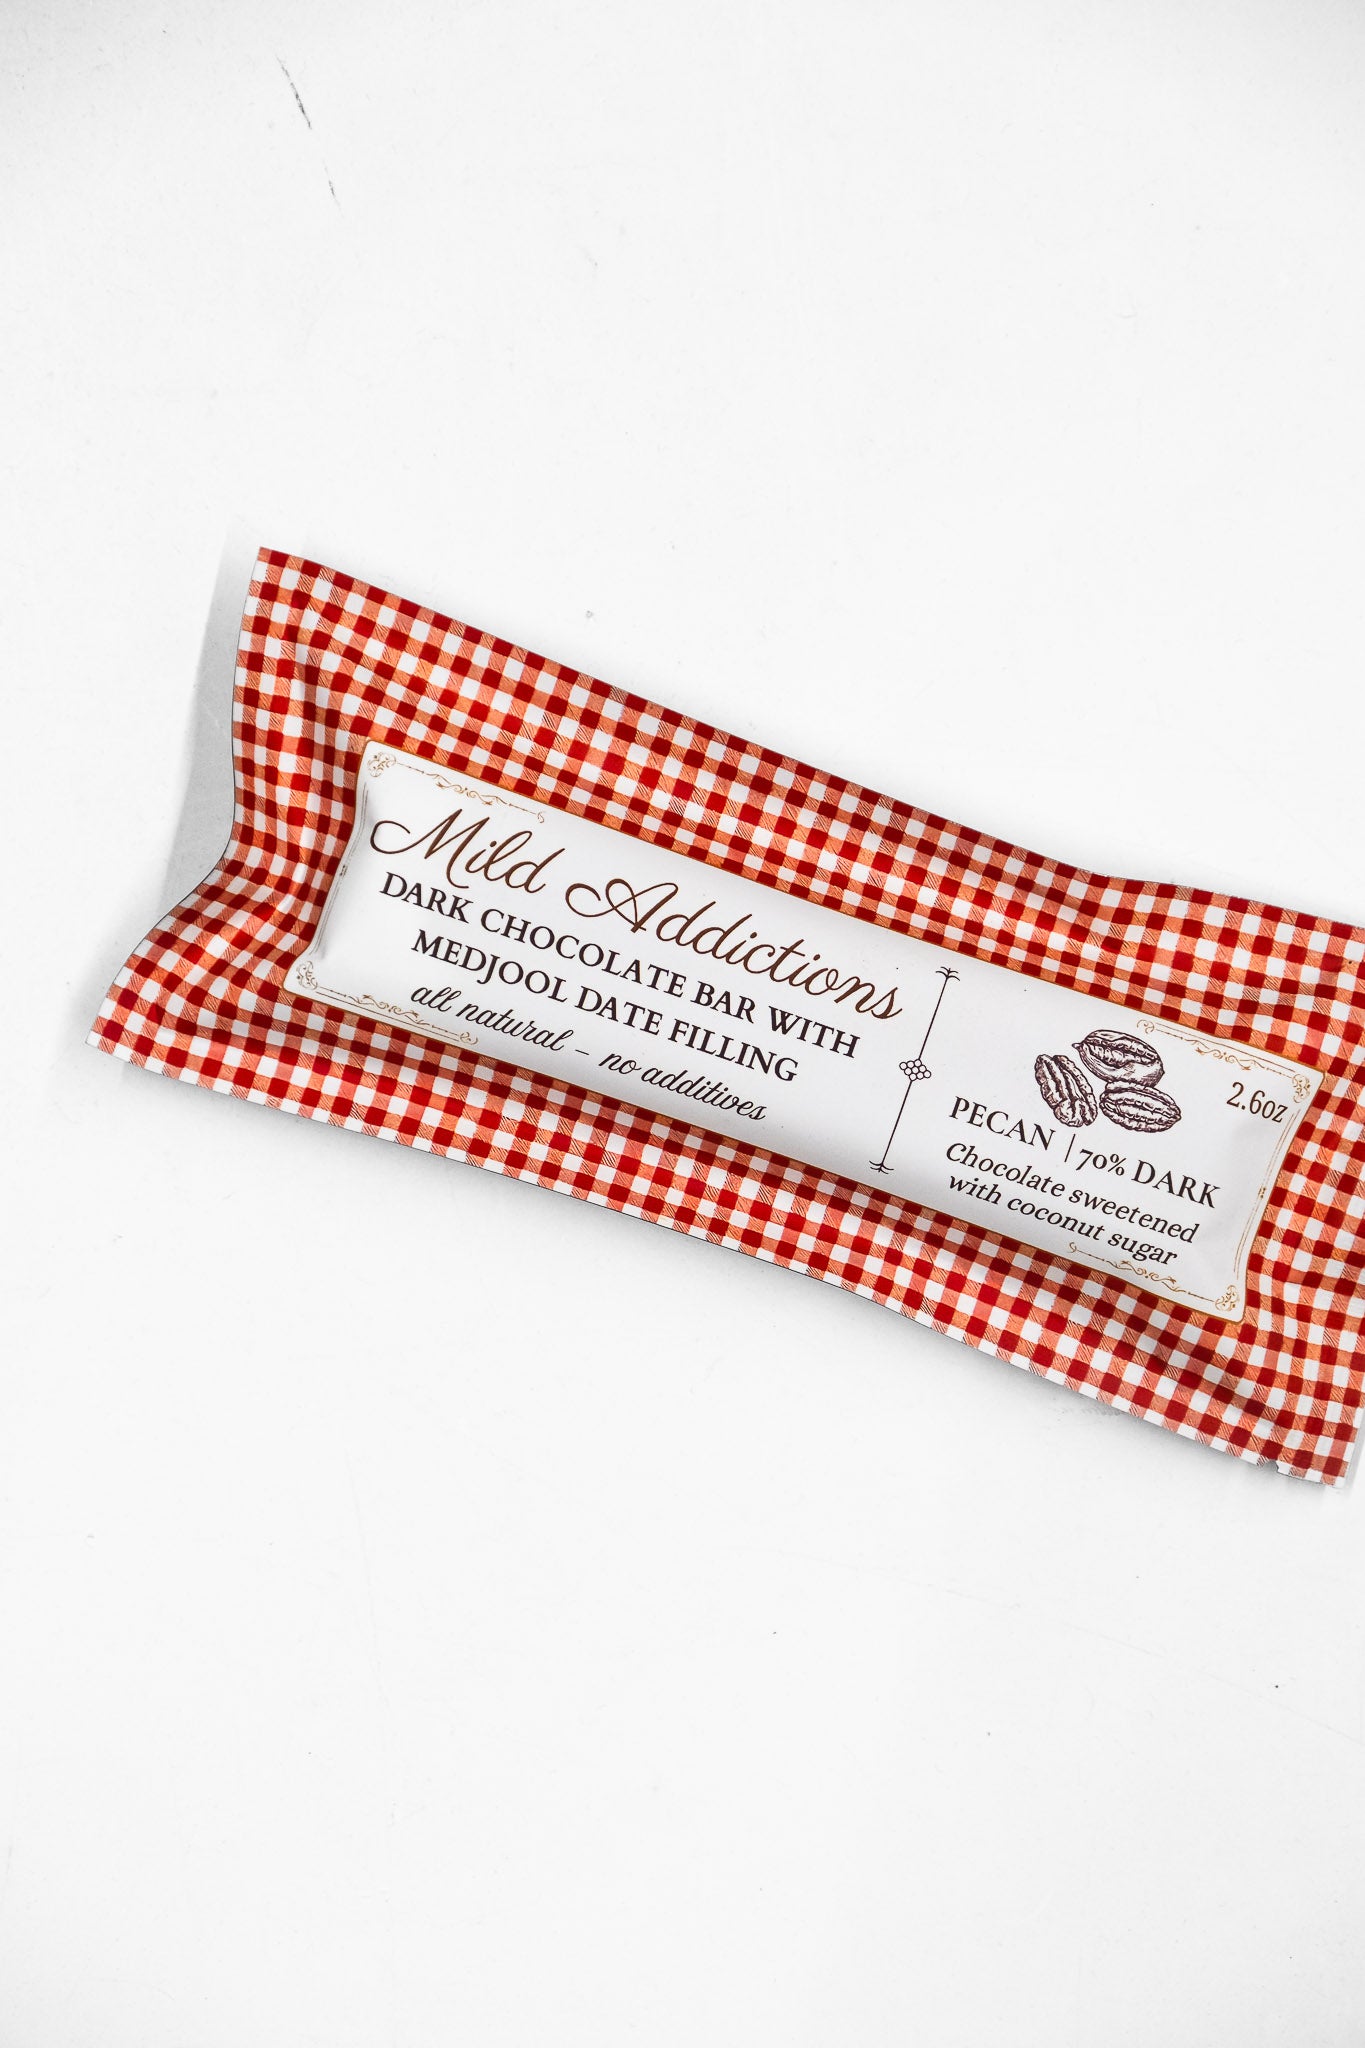 Mild Addictions
DARK CHOCOLATE BAR WITH
MEDJOOL DATE FILLING
all natural – no additives
2.6oz
PECAN | 70% DARK
Chocolate sweetened
with coconut sugar